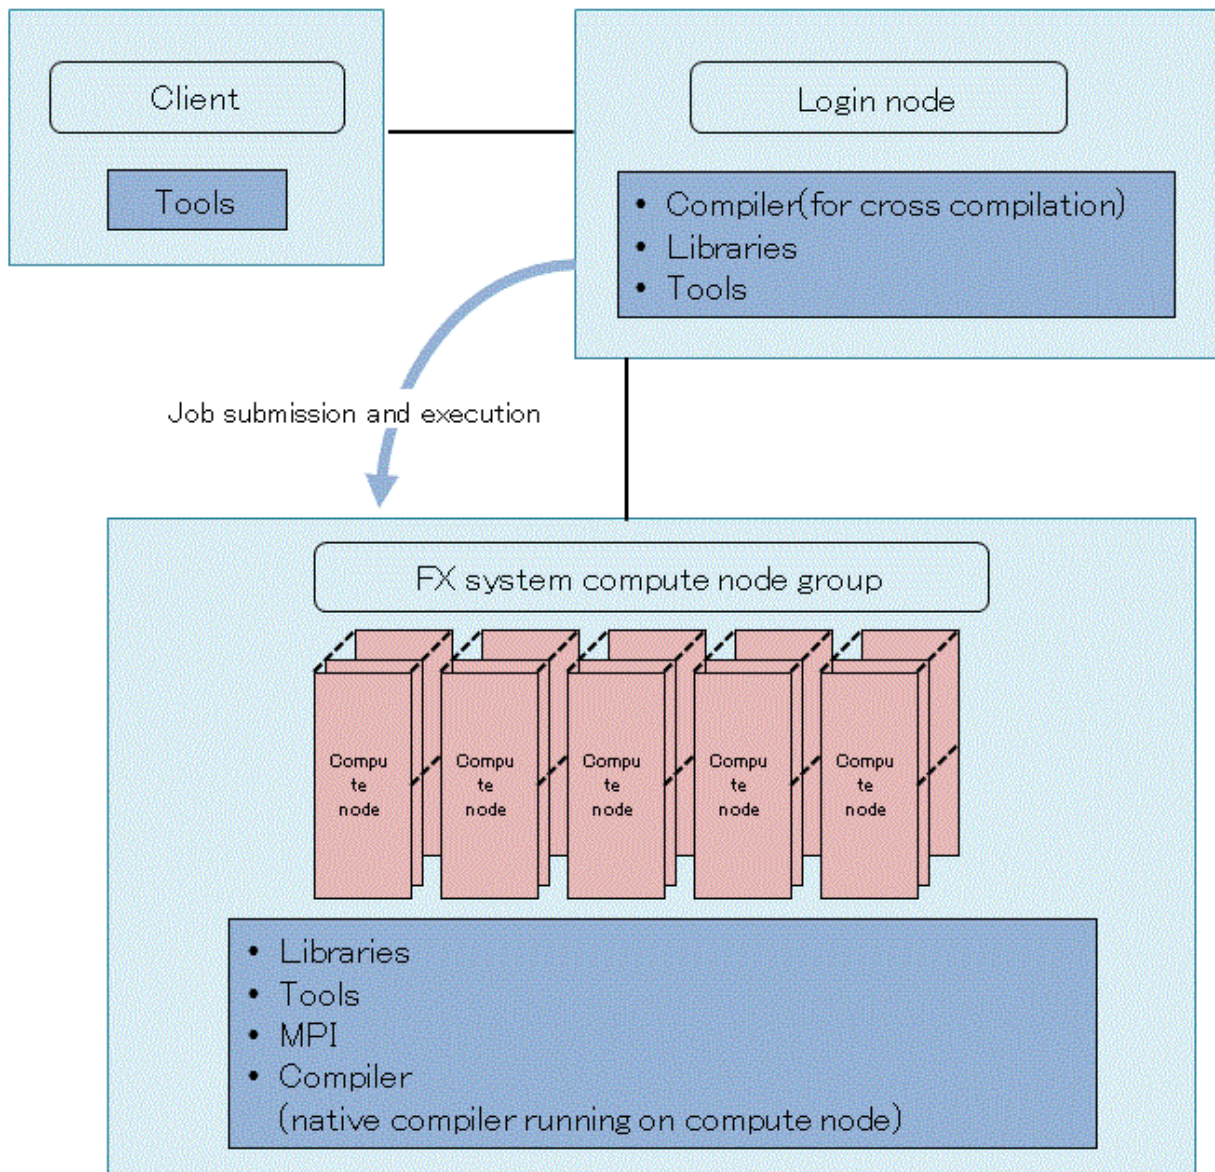 Client
Tools
Login node
• Compiler(for cross compilation)
• Libraries
• Tools
Job submission and execution
FX system compute node group
Compu
te
node
Compu
te
node
Compu
te
node
Compu
te
node
Compu
te
node
• Libraries
• Tools
• MPI
• Compiler
(native compiler running on compute node)